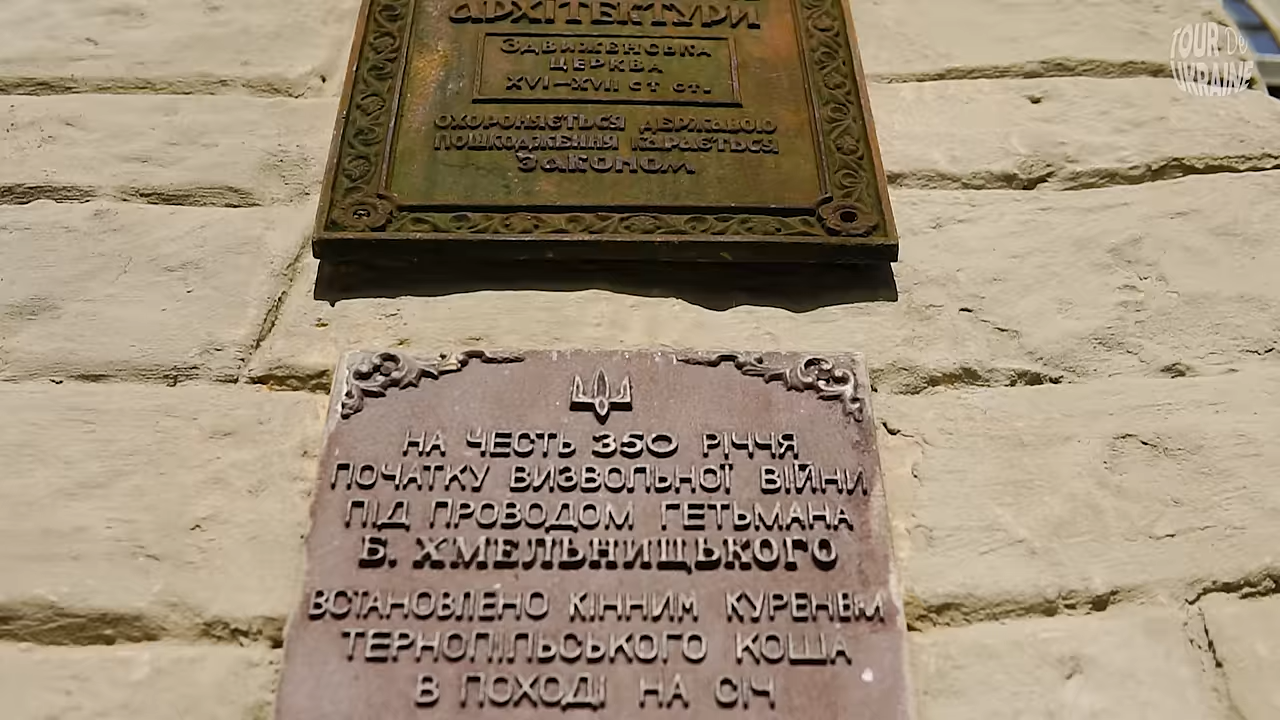 TOUR De
UKRAINE
АРХІТЕКТУРИ
ЗДВИЖЕНСЬКА
ЦЕРКВА
XVI–XVII СТ СТ.
ОХОРОНЯЄТЬСЯ ДЕРЖАВОЮ
ПОШКОДЖЕННЯ КАРАЄТЬСЯ
ЗАКОНОМ
НА ЧЕСТЬ 350 РІЧЧЯ
ПОЧАТКУ ВИЗВОЛЬНОЇ ВІЙНИ
ПІД ПРОВОДОМ ГЕТЬМАНА
Б. ХМЕЛЬНИЩЬКОГО
ВСТАНОВЛЕНО КІННИМ КУРЕНЕМ
ТЕРНОПІЛЬСЬКОГО КОША
В ПОХОДІ НА СІЧ